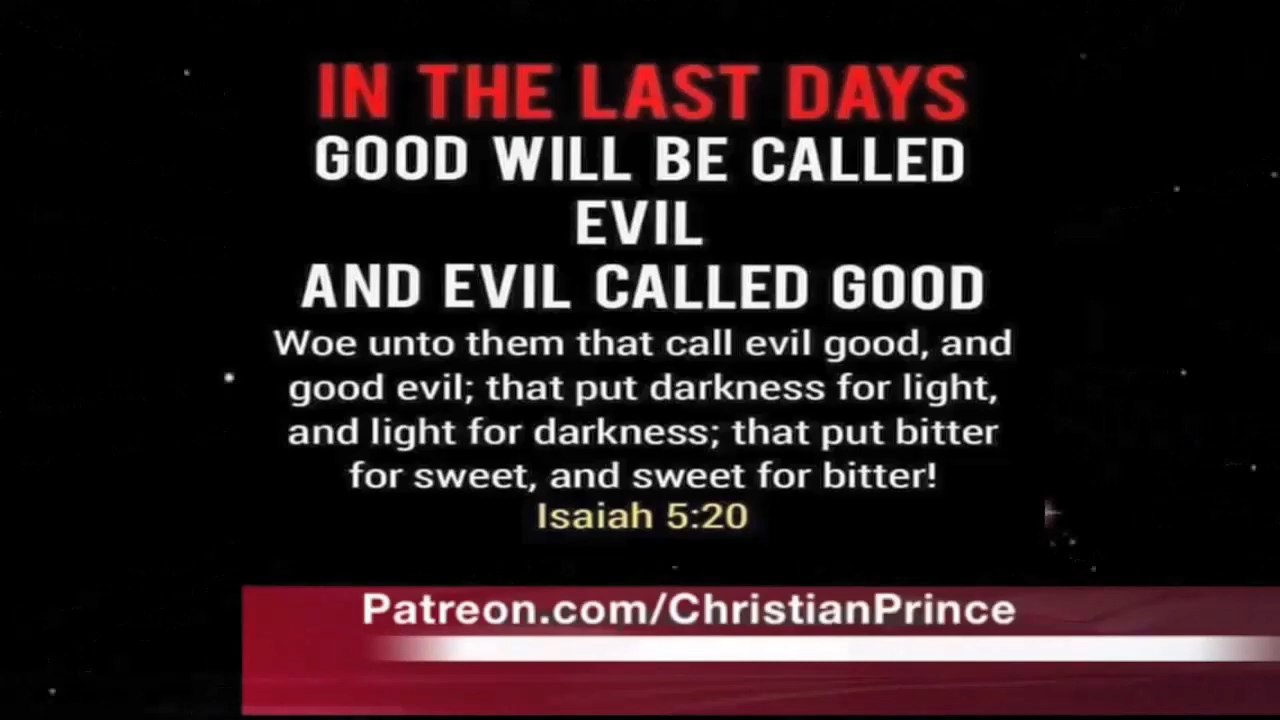 IN THE LAST DAYS
GOOD WILL BE CALLED
EVIL
AND EVIL CALLED GOOD
Woe unto them that call evil good, and
good evil; that put darkness for light,
and light for darkness; that put bitter
for sweet, and sweet for bitter!
Isaiah 5:20
Patreon.com/ChristianPrince